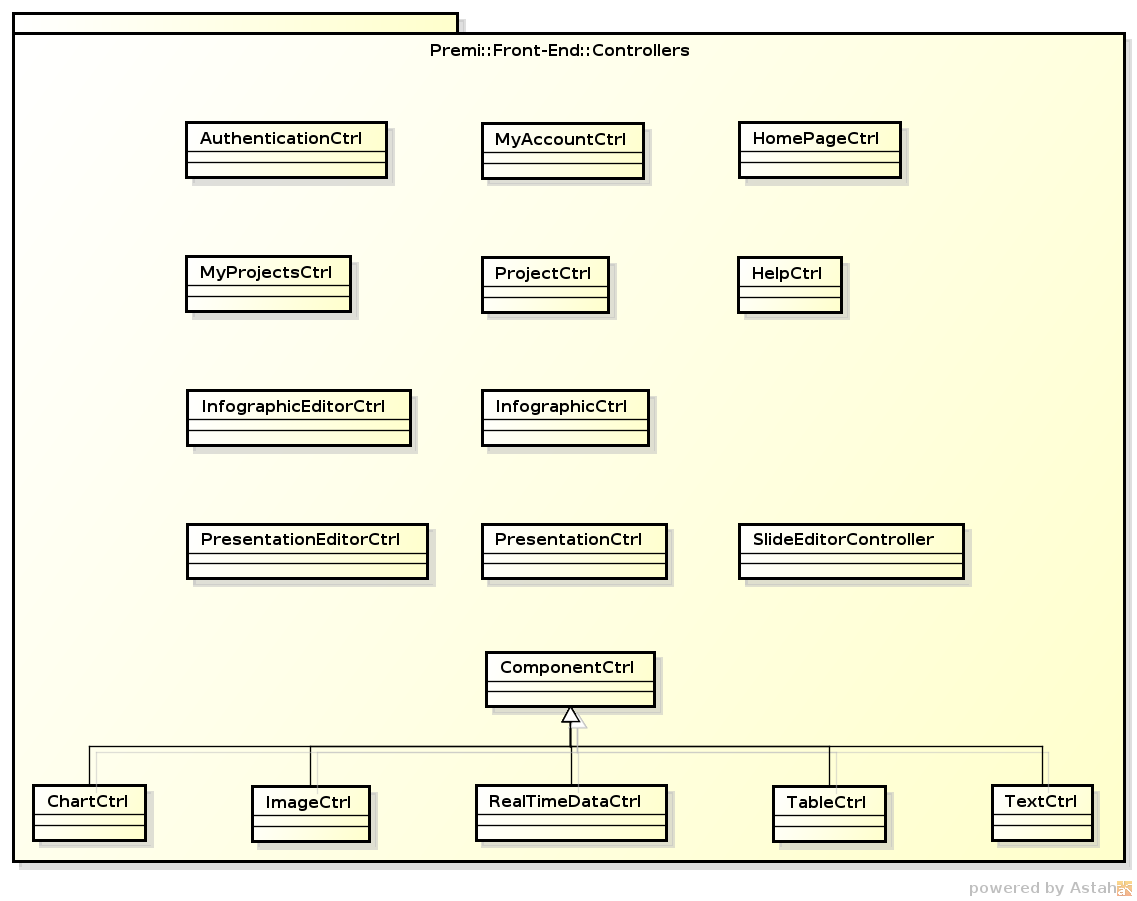 Premi::Front-End::Controllers
AuthenticationCtrl
MyAccountCtrl
HomePageCtrl
MyProjectsCtrl
ProjectCtrl
HelpCtrl
InfographicEditorCtrl
InfographicCtrl
PresentationEditorCtrl
PresentationCtrl
SlideEditorController
ComponentCtrl
ChartCtrl
ImageCtrl
RealTimeDataCtrl
TableCtrl
TextCtrl
powered by Astah